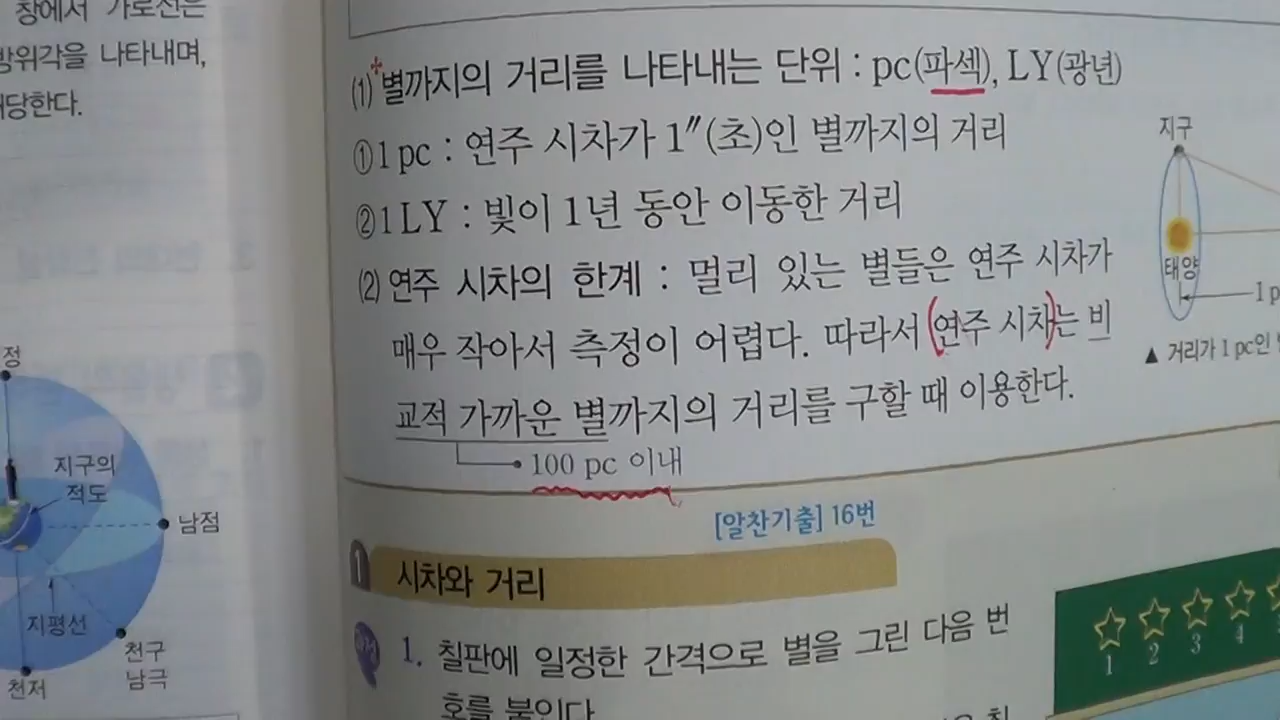 창에서 가로선은
방위각을 나타내며,
당한다.
정
지구의
적도
남점
지평선
천구
남극
천저
(1) 별까지의 거리를 나타내는 단위 : pc(파섹), LY(광년)
① 1 pc : 연주 시차가 1″(초)인 별까지의 거리
② 1 LY : 빛이 1년 동안 이동한 거리
(2) 연주 시차의 한계 : 멀리 있는 별들은 연주 시차가
매우 작아서 측정이 어렵다. 따라서 (연주 시차)는 비
교적 가까운 별까지의 거리를 구할 때 이용한다.
100 pc 이내
지구
태양
1 p
▲ 거리가 1 pc인
[알찬기출] 16번
1 시차와 거리
1. 칠판에 일정한 간격으로 별을 그린 다음 번
호를 붙인다.
1 2 3 4